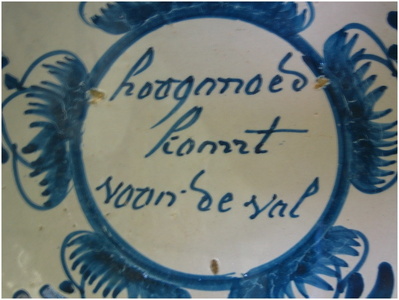 hoogmoed
komt
voor de val